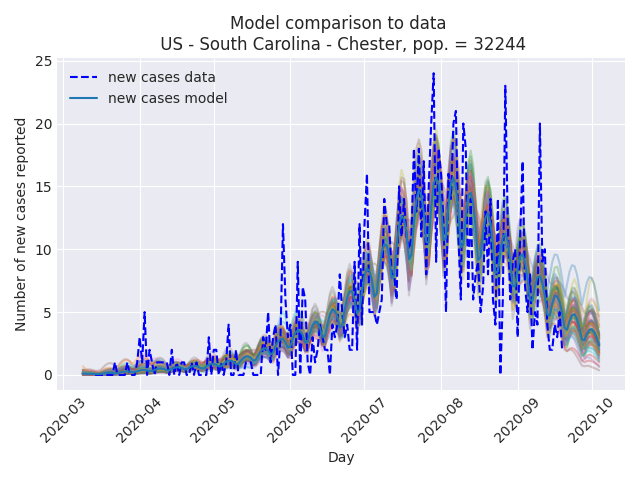 Model comparison to data
US - South Carolina - Chester, pop. = 32244
new cases data
new cases model
Number of new cases reported
25
20
15
10
5
0
2020-03
2020-04
2020-05
2020-06
2020-07
2020-08
2020-09
2020-10
Day